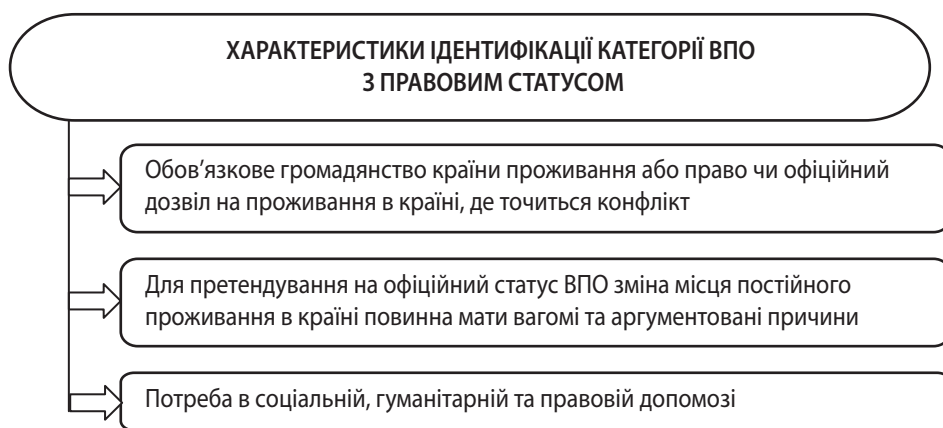 ХАРАКТЕРИСТИКИ ІДЕНТИФІКАЦІЇ КАТЕГОРІЇ ВПО
З ПРАВОВИМ СТАТУСОМ
Обов’язкове громадянство країни проживання або право чи офіційний
дозвіл на проживання в країні, де точиться конфлікт
Для претендування на офіційний статус ВПО зміна місця постійного
проживання в країні повинна мати вагомі та аргументовані причини
Потреба в соціальній, гуманітарній та правовій допомозі